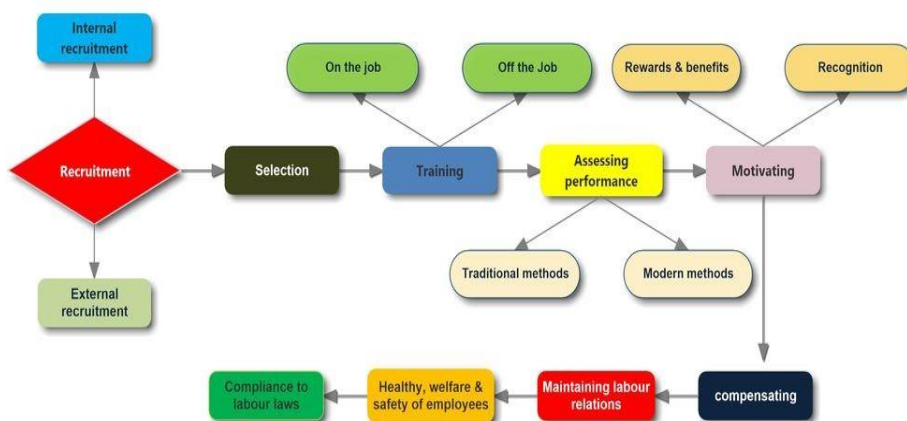 Internal
recruitment
On the job
Off the Job
Rewards & benefits
Recognition
Recruitment
Selection
Training
Assessing
performance
Motivating
Traditional methods
Modern methods
External
recruitment
Compliance to
labour laws
Healthy, welfare &
safety of employees
Maintaining labour
relations
compensating